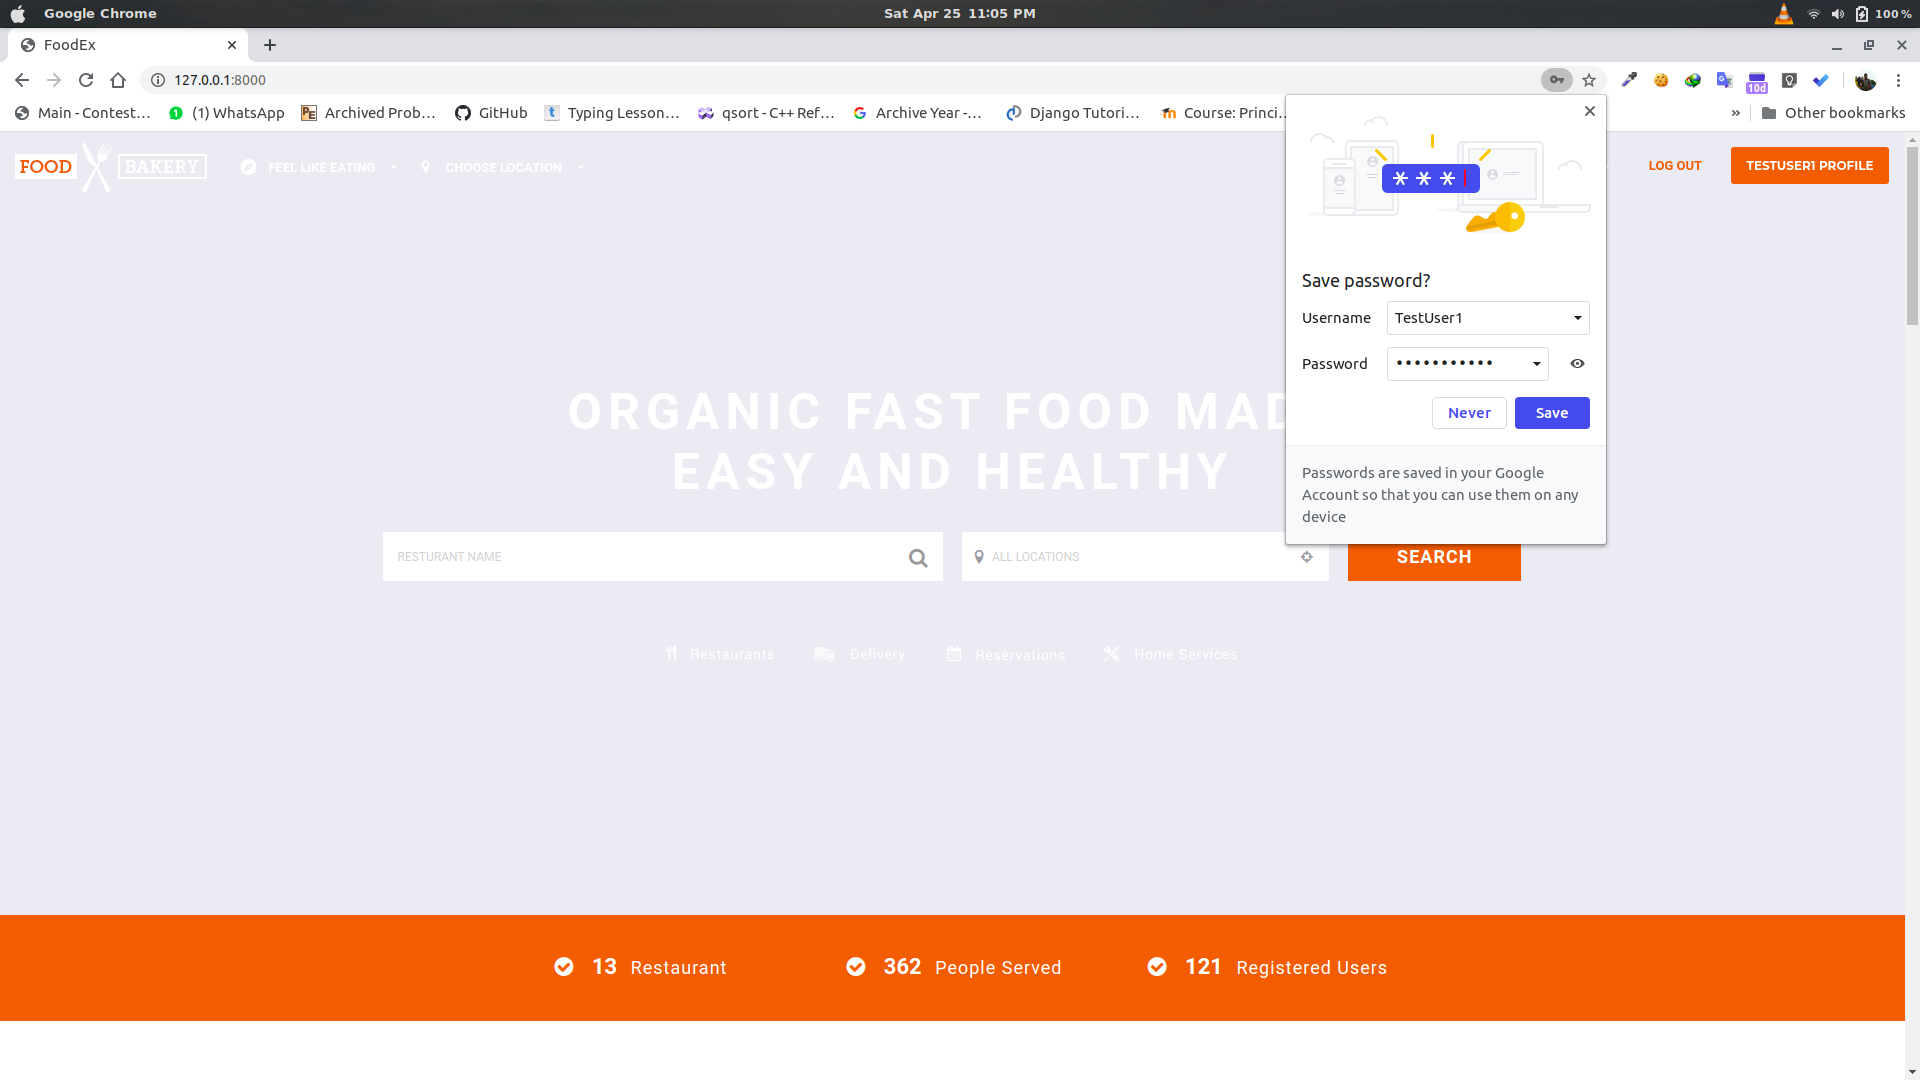 Google Chrome
Sat Apr 25 11:05 PM
100%
FoodEx
127.0.0.1:8000
10d
Main - Contest...
(1) WhatsApp
Archived Prob...
GitHub
Typing Lesson...
qsort - C++ Ref...
Archive Year -...
Django Tutori...
Course: Princi...
»
Other bookmarks
FOOD BAKERY
FEEL LIKE EATING
CHOOSE LOCATION
LOG OUT
TESTUSER1 PROFILE
***
Save password?
Username
TestUser1
Password
•••••••••••
Never
Save
Passwords are saved in your Google
Account so that you can use them on any
device
ORGANIC FAST FOOD MAD
EASY AND HEALTHY
RESTURANT NAME
ALL LOCATIONS
SEARCH
Restaurants
Delivery
Reservations
Home Services
13 Restaurant
362 People Served
121 Registered Users